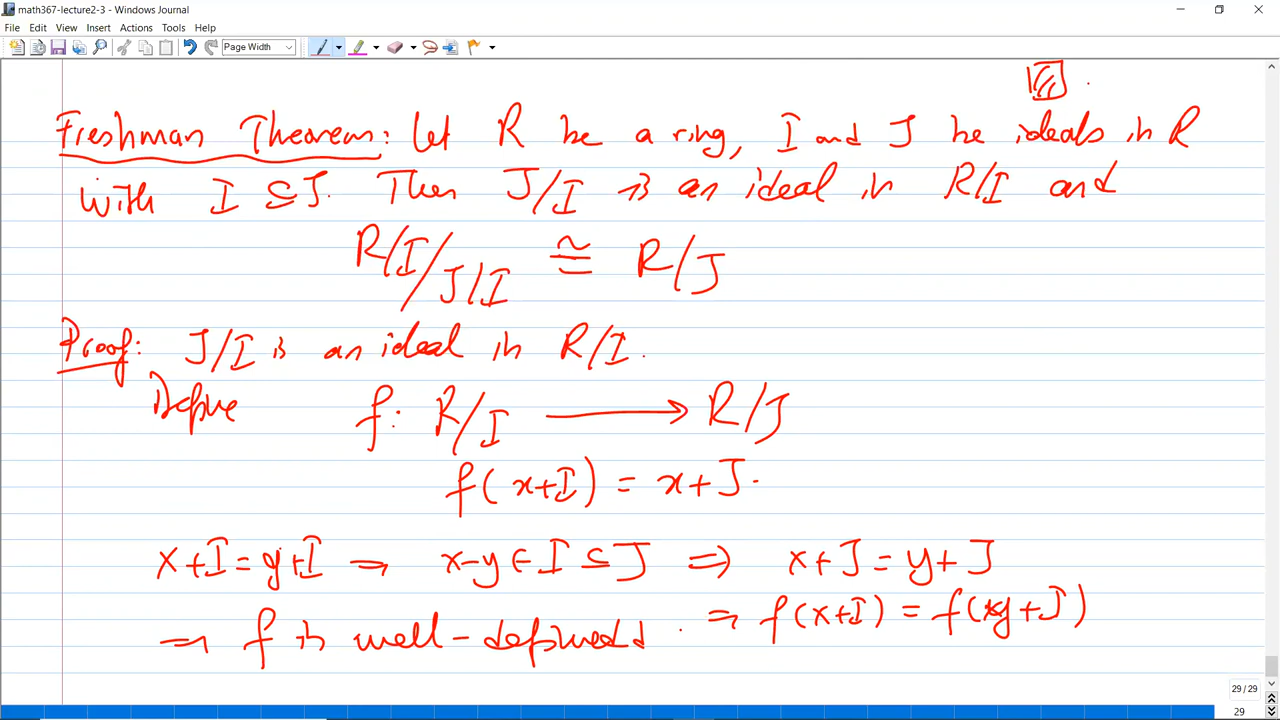 math367-lecture2-3 - Windows Journal
File Edit View Insert Actions Tools Help
Page Width
Freshman Theorem: Let R be a ring, I and J be ideals in R
with I ⊆ J. Then J/I is an ideal in R/I and
R/I / J/I ≅ R/J
Proof: J/I is an ideal in R/I.
Define f: R/I → R/J
f(x+I) = x+J.
x+I = y+I ⇒ x-y ∈ I ⊆ J ⇒ x+J = y+J
⇒ f(x+I) = f(y+I)
⇒ f is well-defined.
29 / 29
29